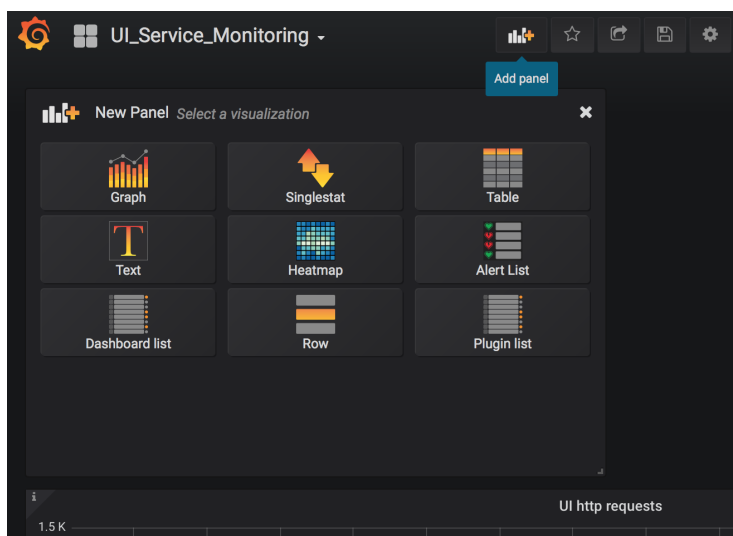 UI_Service_Monitoring
Add panel
New Panel Select a visualization
Graph
Singlestat
Table
Text
Heatmap
Alert List
Dashboard list
Row
Plugin list
i
UI http requests
1.5 K